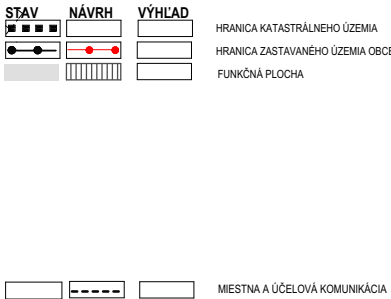 STAV NÁVRH VÝHĽAD
HRANICA KATASTRÁLNEHO ÚZEMIA
HRANICA ZASTAVANÉHO ÚZEMIA OBCE
FUNKČNÁ PLOCHA
MIESTNA A ÚČELOVÁ KOMUNIKÁCIA